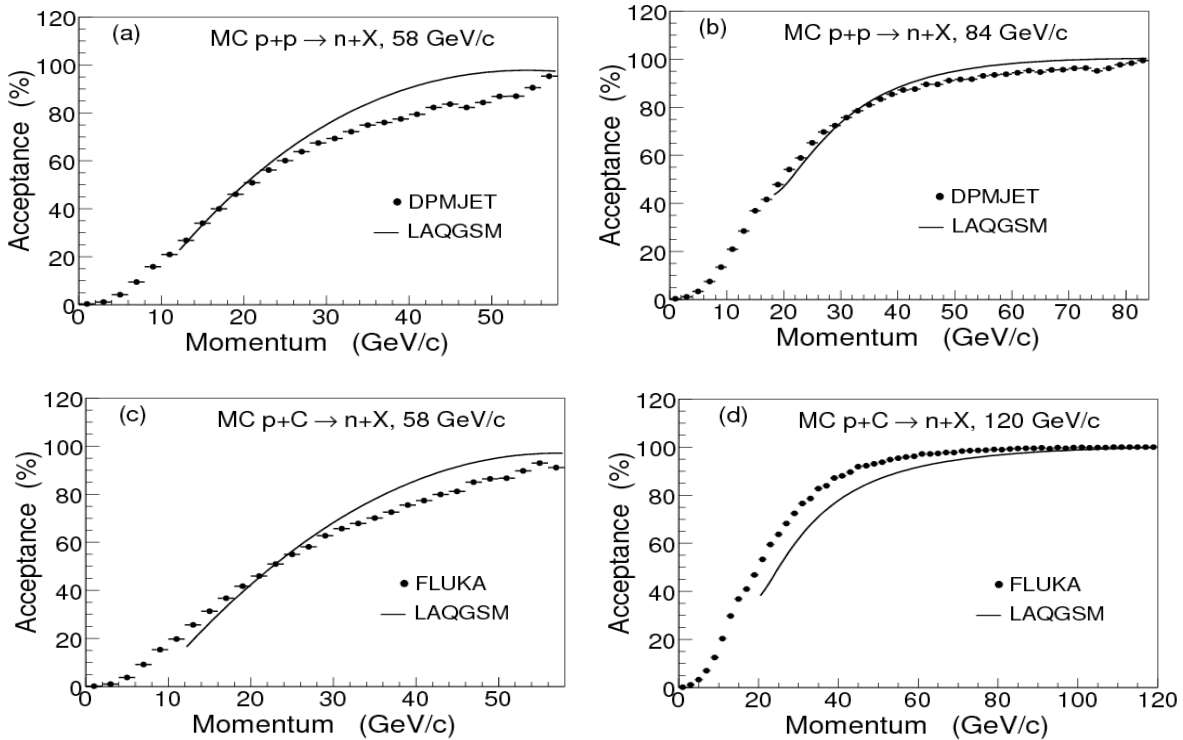 (a)
MC p+p → n+X, 58 GeV/c
Acceptance (%)
120
100
80
60
40
20
0
● DPMJET
— LAQGSM
0 10 20 30 40 50
Momentum (GeV/c)
(b)
MC p+p → n+X, 84 GeV/c
Acceptance (%)
120
100
80
60
40
20
0
● DPMJET
— LAQGSM
0 10 20 30 40 50 60 70 80
Momentum (GeV/c)
(c)
MC p+C → n+X, 58 GeV/c
Acceptance (%)
120
100
80
60
40
20
0
● FLUKA
— LAQGSM
0 10 20 30 40 50
Momentum (GeV/c)
(d)
MC p+C → n+X, 120 GeV/c
Acceptance (%)
120
100
80
60
40
20
0
● FLUKA
— LAQGSM
0 20 40 60 80 100 120
Momentum (GeV/c)